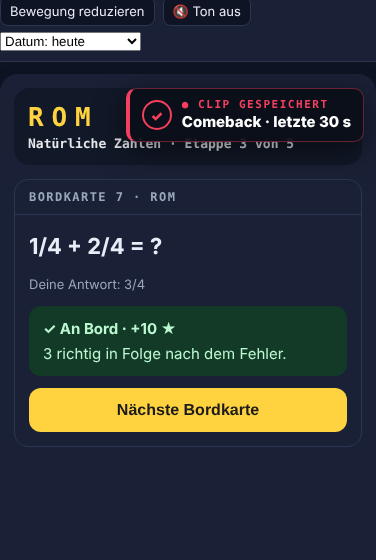 Bewegung reduzieren
🔇 Ton aus
Datum: heute
ROM
CLIP GESPEICHERT
Comeback · letzte 30 s
Natürliche Zahlen · Etappe 3 von 5
BORDKARTE 7 · ROM
1/4 + 2/4 = ?
Deine Antwort: 3/4
✓ An Bord · +10 ★
3 richtig in Folge nach dem Fehler.
Nächste Bordkarte